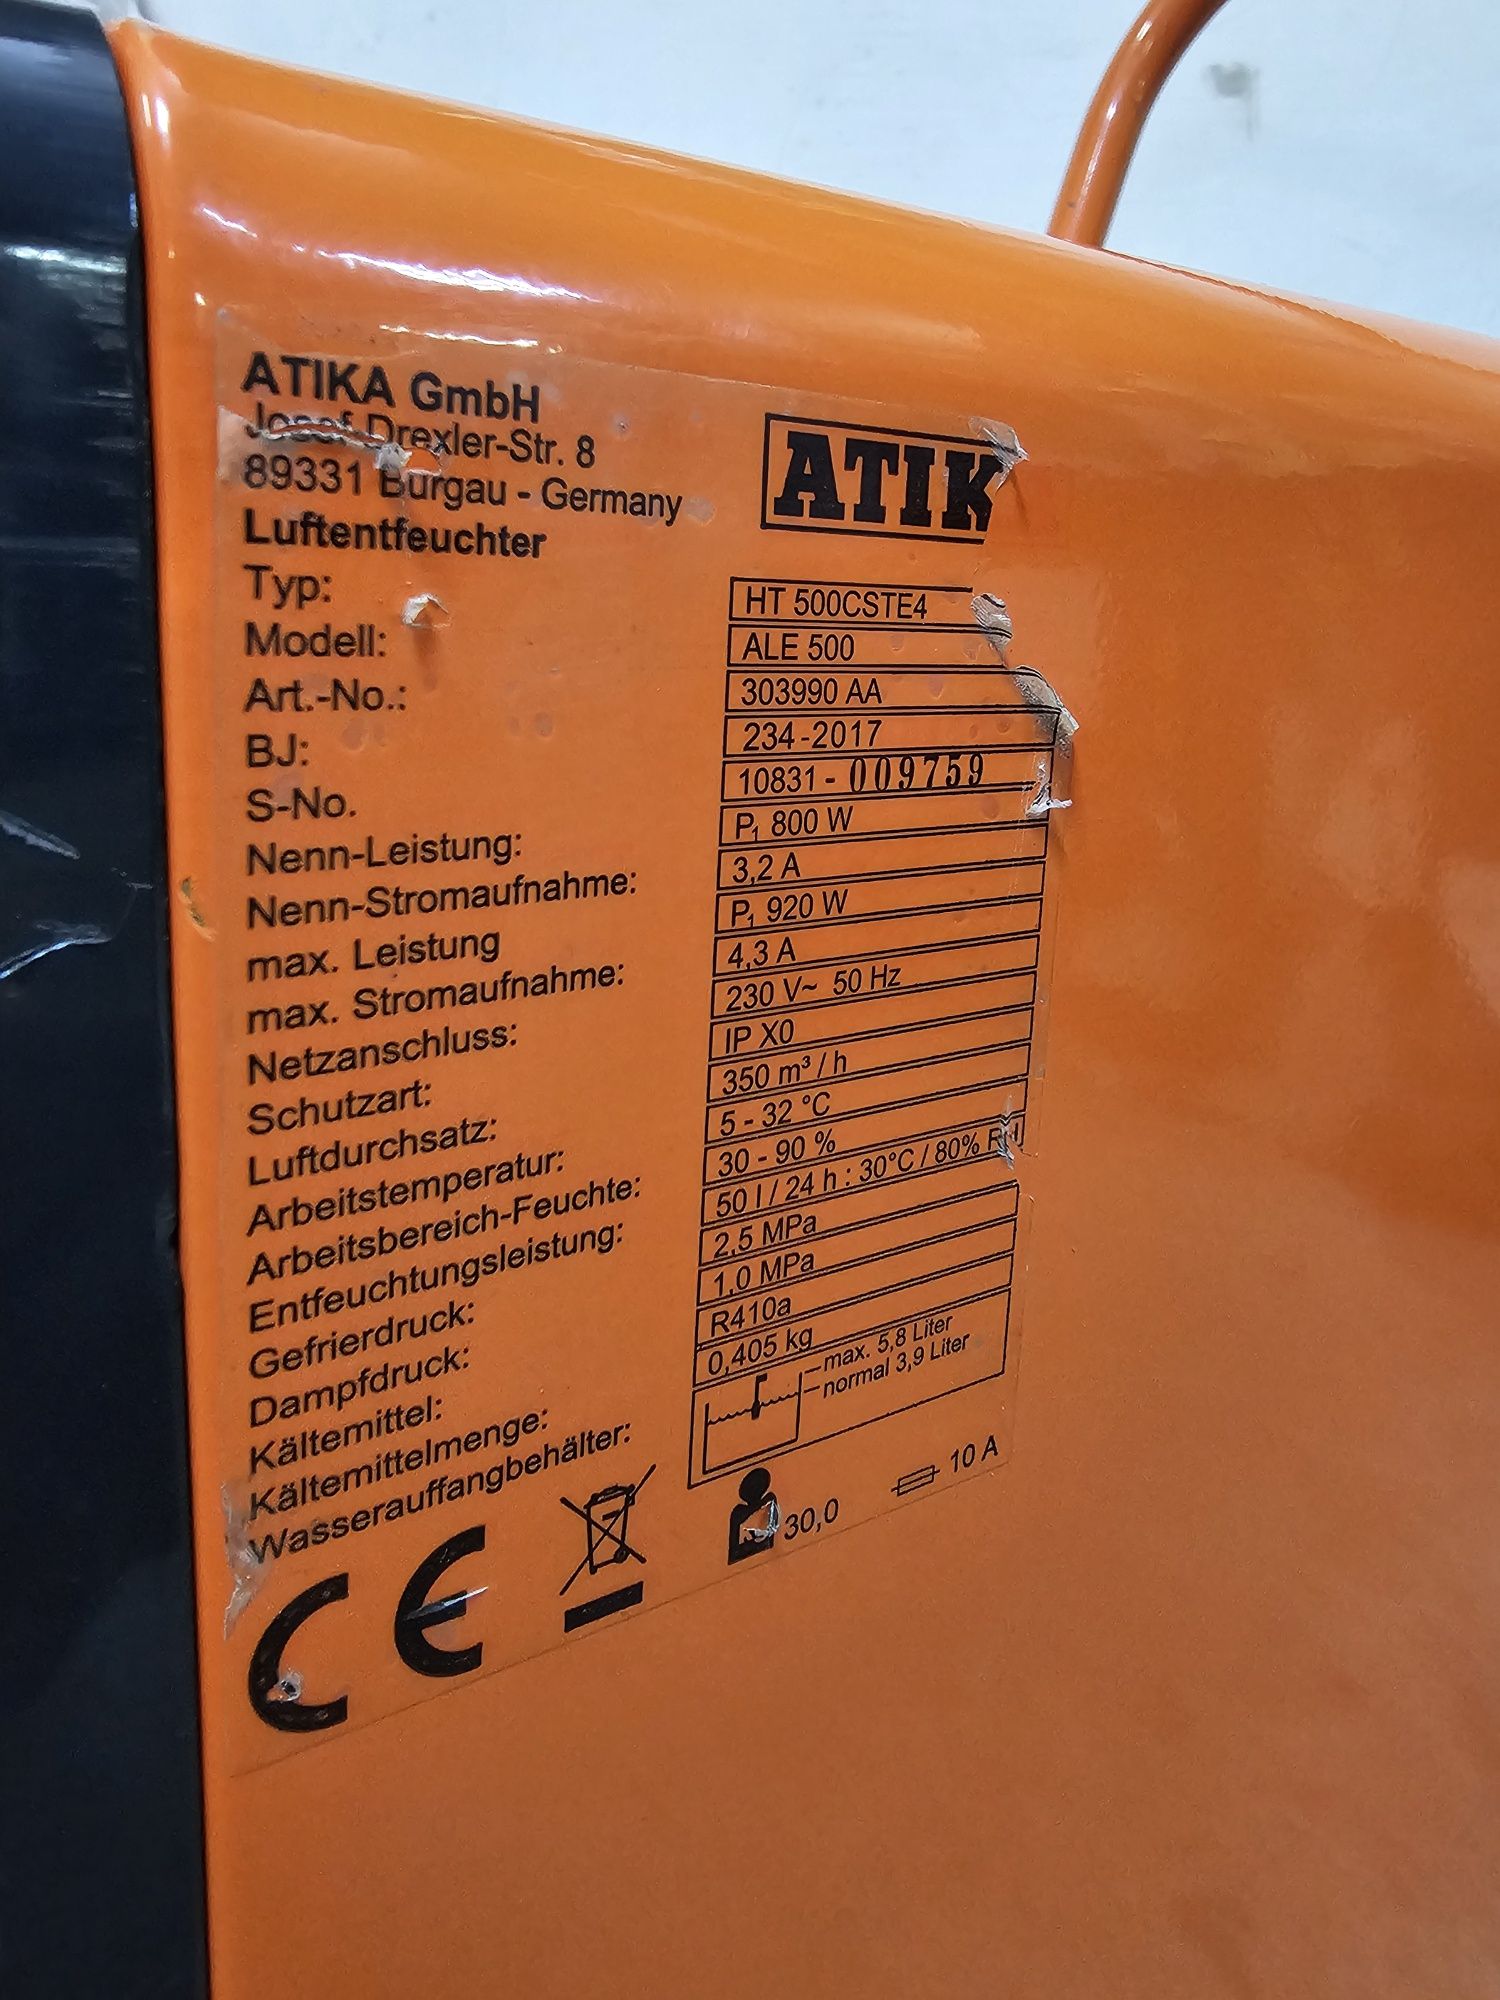 ATIKA GmbH
Josef-Drexler-Str. 8
89331 Burgau - Germany
ATIK
Luftentfeuchter
Typ: HT 500CSTE4
Modell: ALE 500
Art.-No.: 303990 AA
BJ: 234-2017
S-No. 10831- 009759
Nenn-Leistung: P1 800 W
Nenn-Stromaufnahme: 3,2 A
max. Leistung P1 920 W
max. Stromaufnahme: 4,3 A
Netzanschluss: 230 V~ 50 Hz
Schutzart: IP X0
Luftdurchsatz: 350 m³ / h
Arbeitstemperatur: 5 - 32 °C
Arbeitsbereich-Feuchte: 30 - 90 %
Entfeuchtungsleistung: 50 l / 24 h : 30°C / 80% RH
Gefrierdruck: 2,5 MPa
Dampfdruck: 1,0 MPa
Kältemittel: R410a
Kältemittelmenge: 0,405 kg
Wasserauffangbehälter: max. 5,8 Liter
normal 3,9 Liter
CE KG 30,0 10 A